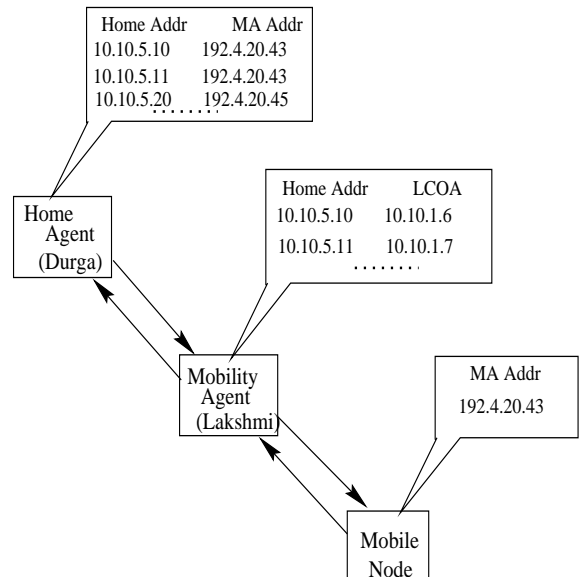 Home Addr MA Addr
10.10.5.10 192.4.20.43
10.10.5.11 192.4.20.43
10.10.5.20 192.4.20.45
. . . . . . . . .
Home Agent (Durga)
Home Addr LCOA
10.10.5.10 10.10.1.6
10.10.5.11 10.10.1.7
. . . . . . . .
Mobility Agent (Lakshmi)
MA Addr
192.4.20.43
Mobile Node